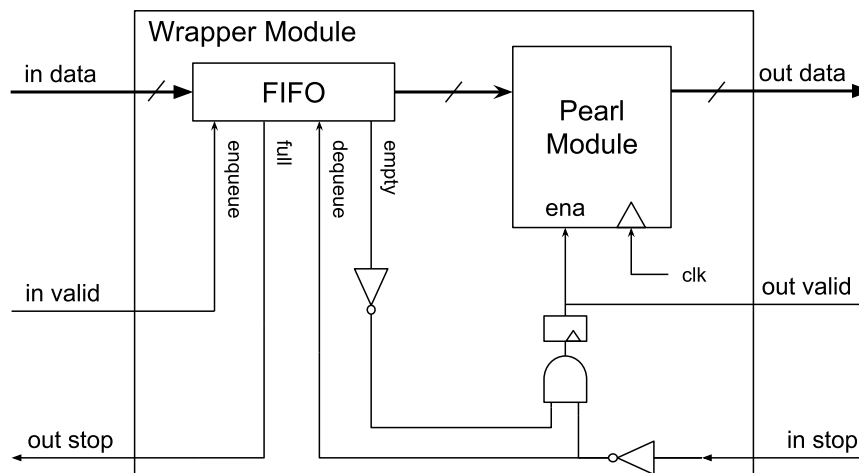 Wrapper Module
in data
FIFO
Pearl
Module
out data
enqueue
full
dequeue
empty
ena
clk
in valid
out valid
out stop
in stop